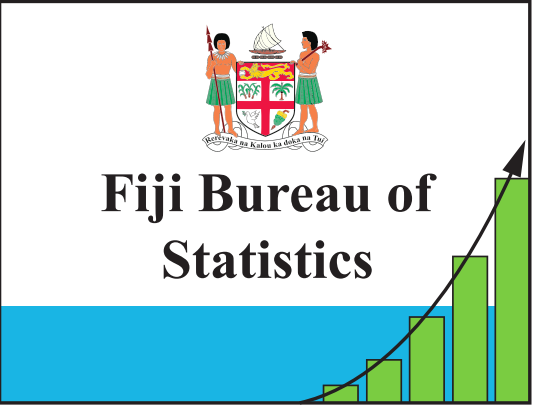 Rerevaka na Kalou ka doka na Tui
Fiji Bureau of
Statistics